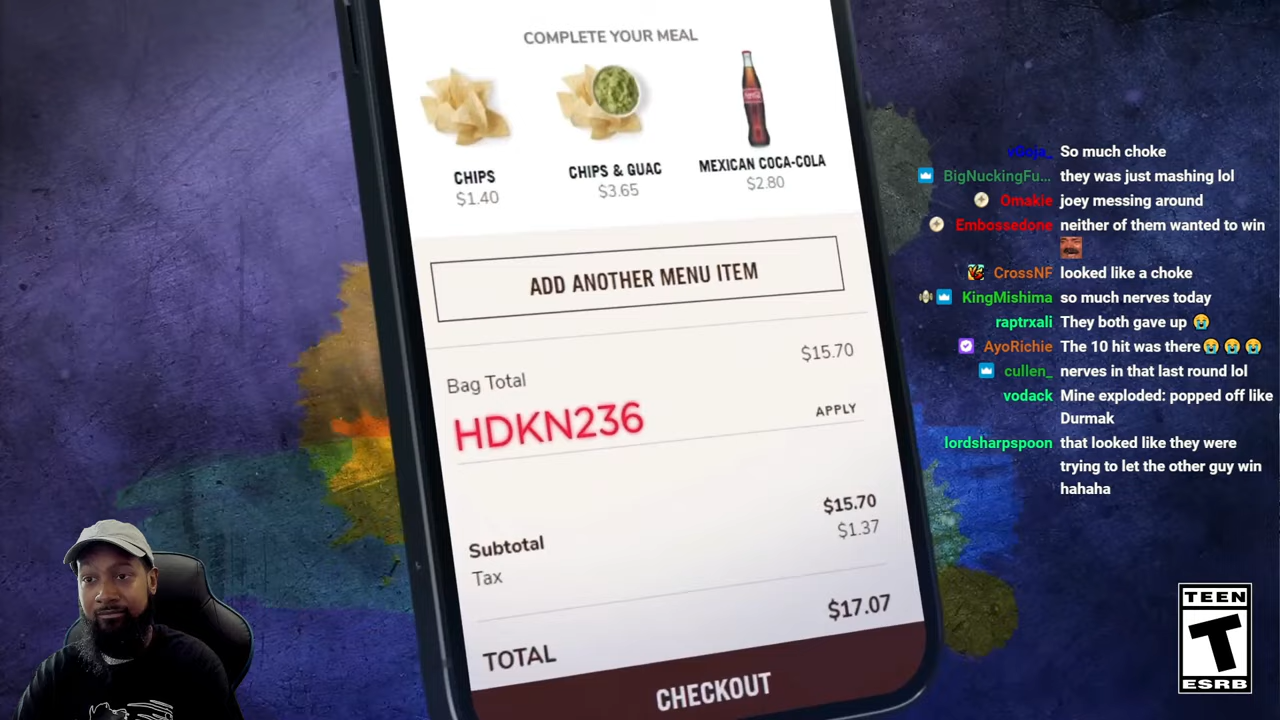 COMPLETE YOUR MEAL
CHIPS
$1.40
CHIPS & GUAC
$3.65
MEXICAN COCA-COLA
$2.80
ADD ANOTHER MENU ITEM
Bag Total
$15.70
HDKN236
APPLY
Subtotal
$15.70
Tax
$1.37
TOTAL
$17.07
CHECKOUT
vGoja_ So much choke
BigNuckingFu... they was just mashing lol
Omakie joey messing around
Embossedone neither of them wanted to win
CrossNF looked like a choke
KingMishima so much nerves today
raptrxali They both gave up 😭
AyoRichie The 10 hit was there😭😭😭
cullen_ nerves in that last round lol
vodack Mine exploded: popped off like
Durmak
lordsharpspoon that looked like they were
trying to let the other guy win
hahaha
TEEN
T
ESRB